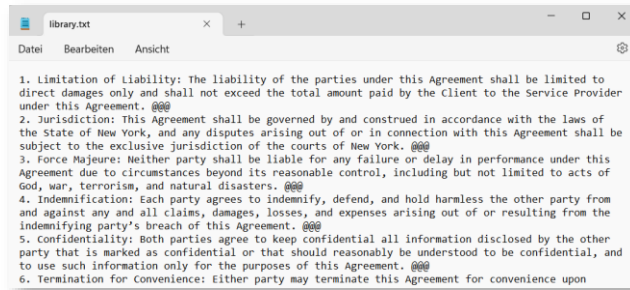 library.txt
Datei Bearbeiten Ansicht
1. Limitation of Liability: The liability of the parties under this Agreement shall be limited to
direct damages only and shall not exceed the total amount paid by the Client to the Service Provider
under this Agreement. @@@
2. Jurisdiction: This Agreement shall be governed by and construed in accordance with the laws of
the State of New York, and any disputes arising out of or in connection with this Agreement shall be
subject to the exclusive jurisdiction of the courts of New York. @@@
3. Force Majeure: Neither party shall be liable for any failure or delay in performance under this
Agreement due to circumstances beyond its reasonable control, including but not limited to acts of
God, war, terrorism, and natural disasters. @@@
4. Indemnification: Each party agrees to indemnify, defend, and hold harmless the other party from
and against any and all claims, damages, losses, and expenses arising out of or resulting from the
indemnifying party’s breach of this Agreement. @@@
5. Confidentiality: Both parties agree to keep confidential all information disclosed by the other
party that is marked as confidential or that should reasonably be understood to be confidential, and
to use such information only for the purposes of this Agreement. @@@
6. Termination for Convenience: Either party may terminate this Agreement for convenience upon